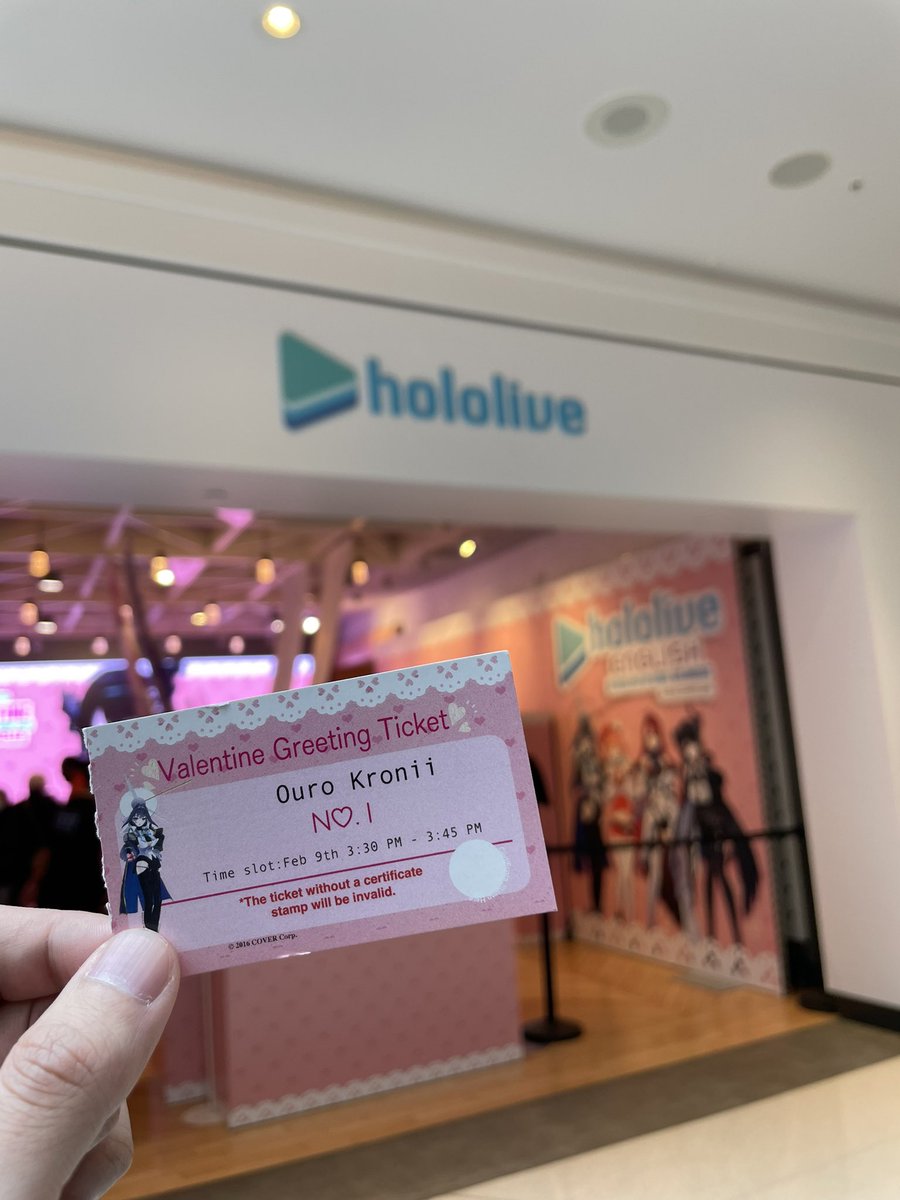 hololive
hololive
ENGLISH
Valentine Greeting Ticket
Ouro Kronii
NO.1
Time slot:Feb 9th 3:30 PM - 3:45 PM
*The ticket without a certificate
stamp will be invalid.
© 2016 COVER Corp.